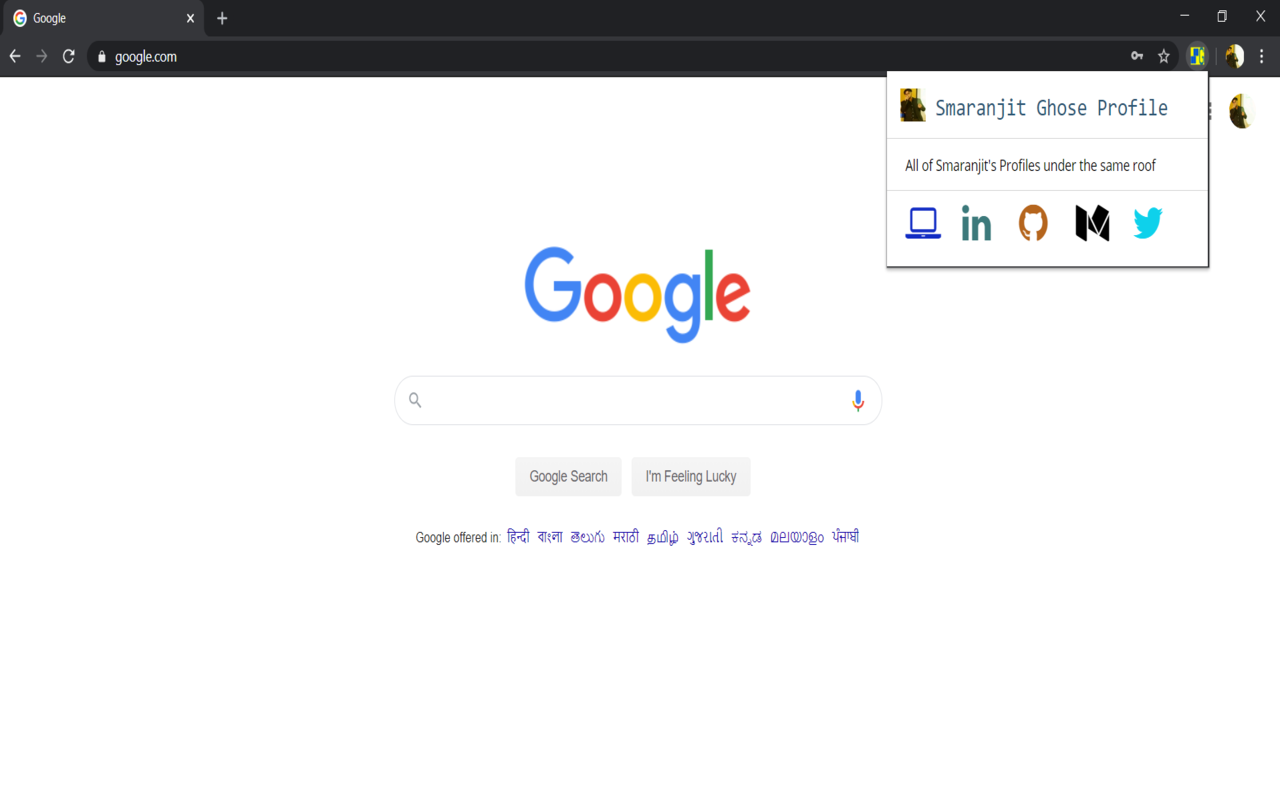 Google
google.com
Smaranjit Ghose Profile
All of Smaranjit's Profiles under the same roof
in
Google
Google Search I'm Feeling Lucky
Google offered in: हिन्दी বাংলা తెలుగు मराठी தமிழ் ગુજરાતી ಕನ್ನಡ മലയാളം ਪੰਜਾਬੀ